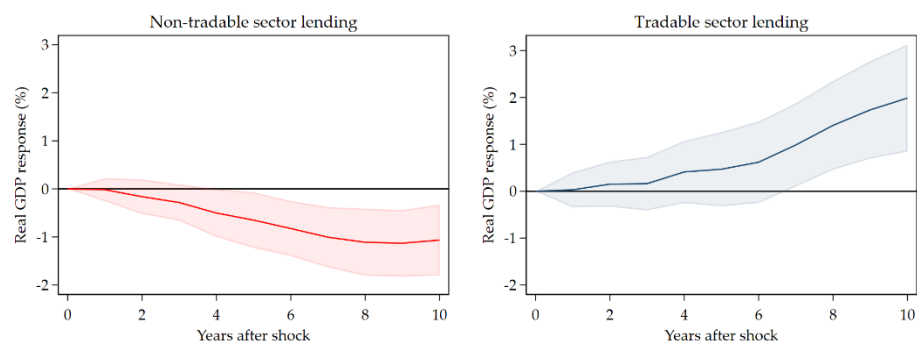 Non-tradable sector lending
Real GDP response (%)
3
2
1
0
-1
-2
0 2 4 6 8 10
Years after shock
Tradable sector lending
Real GDP response (%)
3
2
1
0
-1
-2
0 2 4 6 8 10
Years after shock